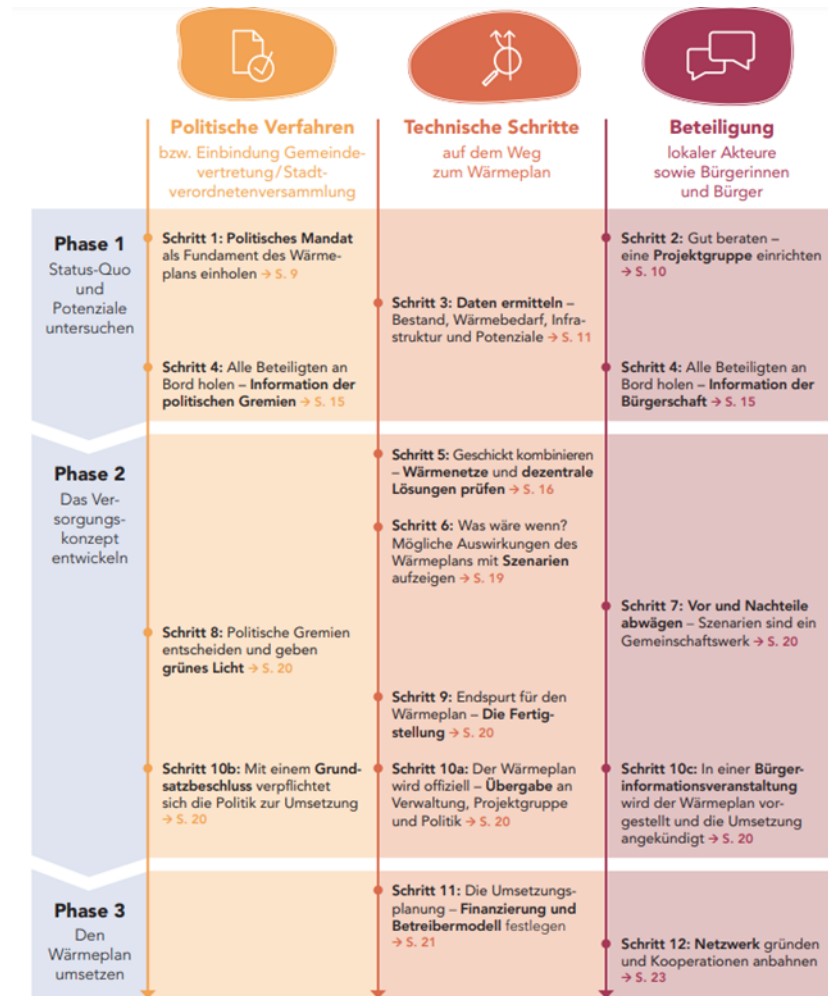 Politische Verfahren
bzw. Einbindung Gemeinde-
vertretung/Stadt-
verordnetenversammlung
Technische Schritte
auf dem Weg
zum Wärmeplan
Beteiligung
lokaler Akteure
sowie Bürgerinnen
und Bürger
Phase 1
Status-Quo
und
Potenziale
untersuchen
Schritt 1: Politisches Mandat
als Fundament des Wärme-
plans einholen → S. 9
Schritt 2: Gut beraten –
eine Projektgruppe einrichten
→ S. 10
Schritt 3: Daten ermitteln –
Bestand, Wärmebedarf, Infra-
struktur und Potenziale → S. 11
Schritt 4: Alle Beteiligten an
Bord holen – Information der
politischen Gremien → S. 15
Schritt 4: Alle Beteiligten an
Bord holen – Information der
Bürgerschaft → S. 15
Phase 2
Das Ver-
sorgungs-
konzept
entwickeln
Schritt 5: Geschickt kombinieren
– Wärmenetze und dezentrale
Lösungen prüfen → S. 16
Schritt 6: Was wäre wenn?
Mögliche Auswirkungen des
Wärmeplans mit Szenarien
aufzeigen → S. 19
Schritt 7: Vor und Nachteile
abwägen – Szenarien sind ein
Gemeinschaftswerk → S. 20
Schritt 8: Politische Gremien
entscheiden und geben
grünes Licht → S. 20
Schritt 9: Endspurt für den
Wärmeplan – Die Fertig-
stellung → S. 20
Schritt 10b: Mit einem Grund-
satzbeschluss verpflichtet
sich die Politik zur Umsetzung
→ S. 20
Schritt 10a: Der Wärmeplan
wird offiziell – Übergabe an
Verwaltung, Projektgruppe
und Politik → S. 20
Schritt 10c: In einer Bürger-
informationsveranstaltung
wird der Wärmeplan vor-
gestellt und die Umsetzung
angekündigt → S. 20
Phase 3
Den
Wärmeplan
umsetzen
Schritt 11: Die Umsetzungs-
planung – Finanzierung und
Betreibermodell festlegen
→ S. 21
Schritt 12: Netzwerk gründen
und Kooperationen anbahnen
→ S. 23